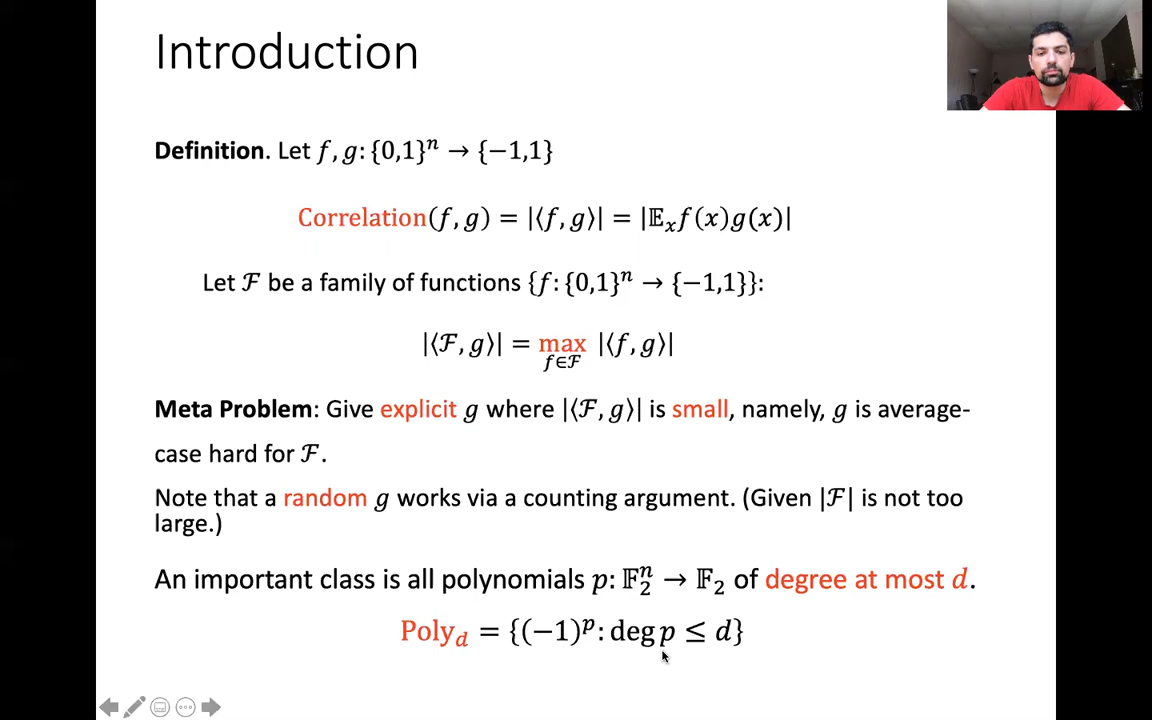 Introduction
Definition. Let f, g: {0,1}ⁿ → {−1,1}
Correlation(f, g) = |⟨f, g⟩| = |𝔼ₓf(x)g(x)|
Let ℱ be a family of functions {f: {0,1}ⁿ → {−1,1}}:
|⟨ℱ, g⟩| = max |⟨f, g⟩|
f∈ℱ
Meta Problem: Give explicit g where |⟨ℱ, g⟩| is small, namely, g is average-
case hard for ℱ.
Note that a random g works via a counting argument. (Given |ℱ| is not too
large.)
An important class is all polynomials p: 𝔽₂ⁿ → 𝔽₂ of degree at most d.
Poly_d = {(−1)^p: deg p ≤ d}